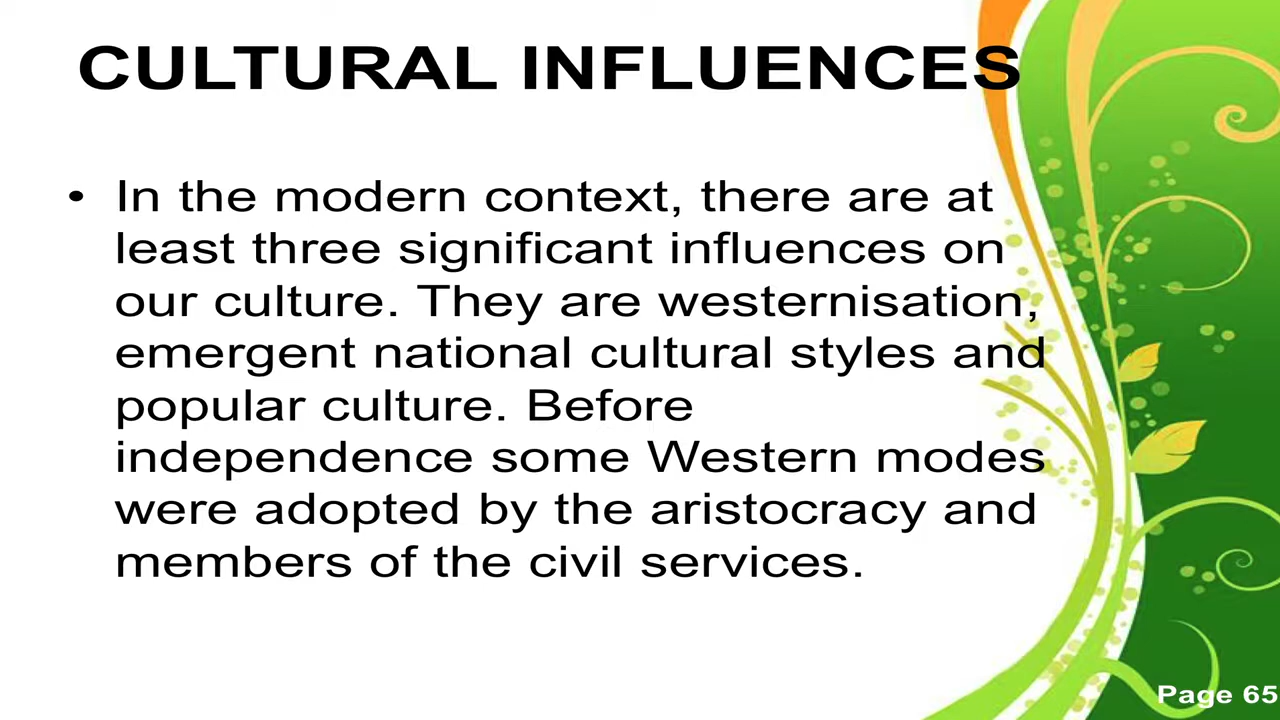 CULTURAL INFLUENCES
• In the modern context, there are at
least three significant influences on
our culture. They are westernisation,
emergent national cultural styles and
popular culture. Before
independence some Western modes
were adopted by the aristocracy and
members of the civil services.
Page 65